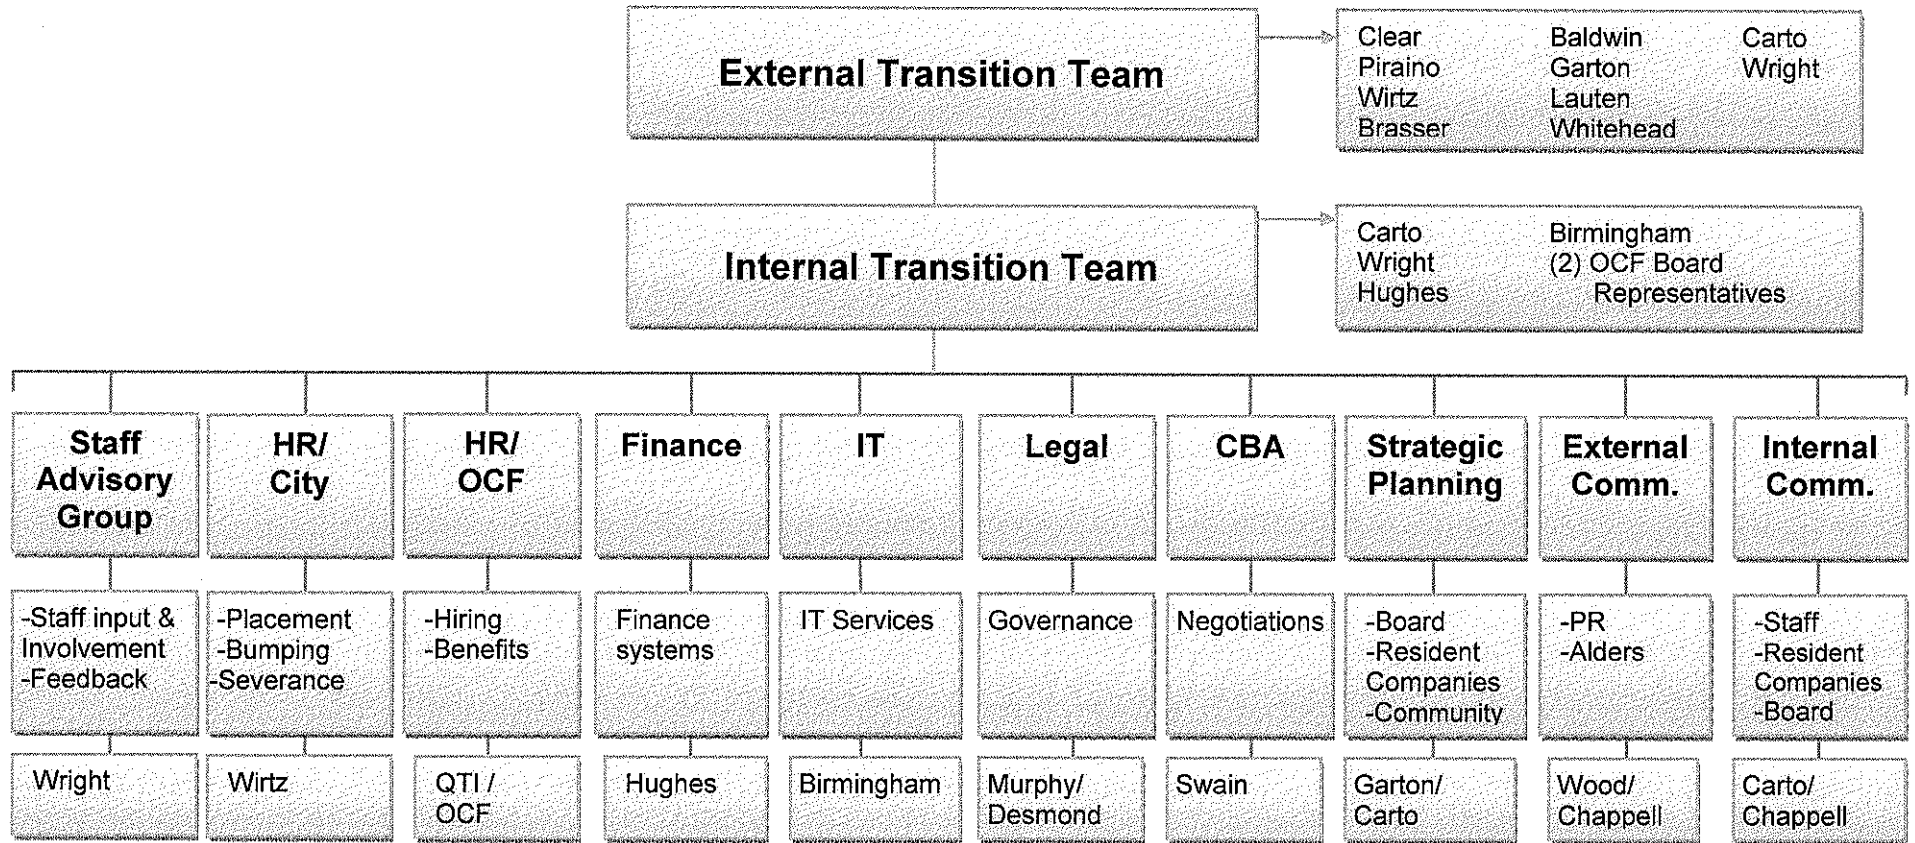 External Transition Team
Clear Baldwin Carto
Piraino Garton Wright
Wirtz Lauten
Brasser Whitehead
Internal Transition Team
Carto Birmingham
Wright (2) OCF Board
Hughes Representatives
Staff
Advisory
Group
HR/
City
HR/
OCF
Finance
IT
Legal
CBA
Strategic
Planning
External
Comm.
Internal
Comm.
-Staff input &
Involvement
-Feedback
-Placement
-Bumping
-Severance
-Hiring
-Benefits
Finance
systems
IT Services
Governance
Negotiations
-Board
-Resident
Companies
-Community
-PR
-Alders
-Staff
-Resident
Companies
-Board
Wright
Wirtz
QTI /
OCF
Hughes
Birmingham
Murphy/
Desmond
Swain
Garton/
Carto
Wood/
Chappell
Carto/
Chappell